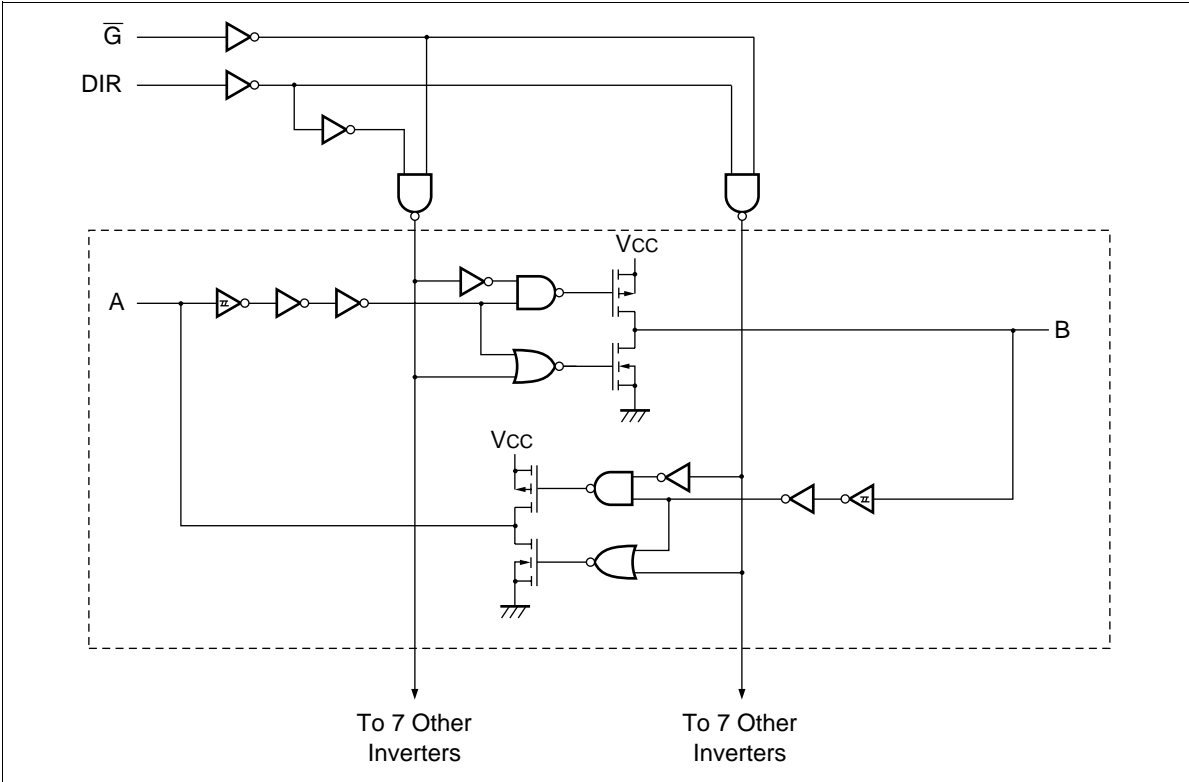 G̅
DIR
VCC
A
B
VCC
To 7 Other
Inverters
To 7 Other
Inverters